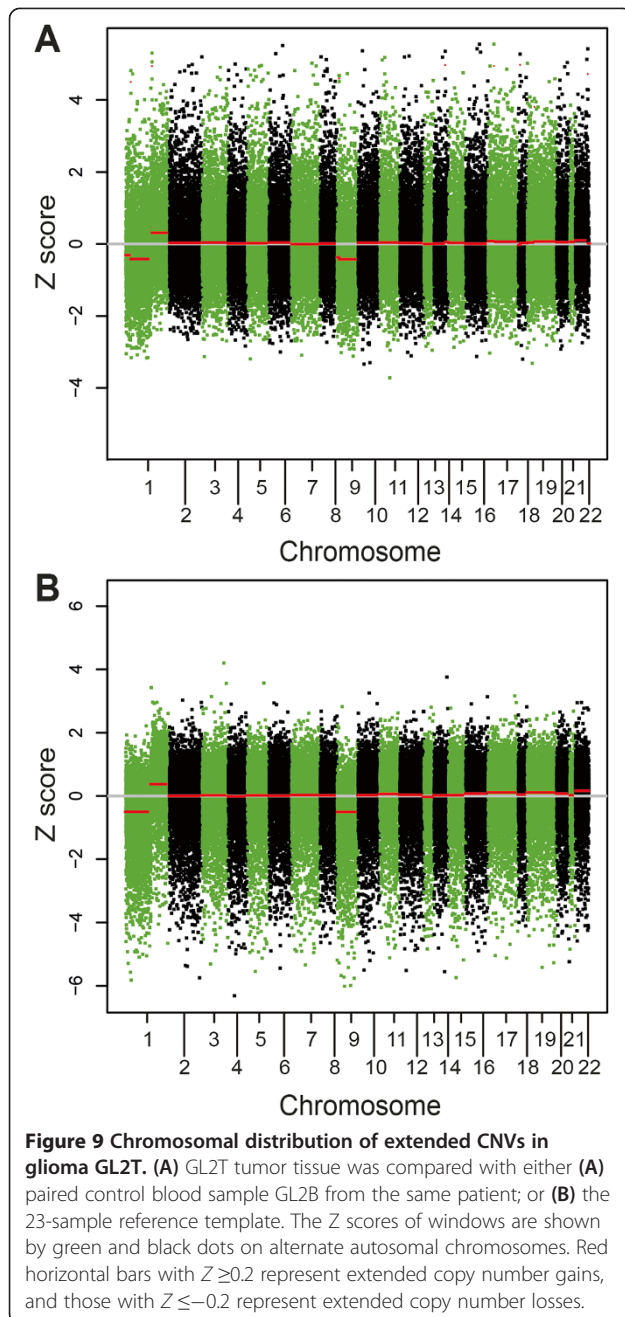 A
Z score
4
2
0
−2
−4
1 3 5 7 9 11 13 15 17 19 21
2 4 6 8 10 12 14 16 18 20 22
Chromosome
B
Z score
6
4
2
0
−2
−4
−6
1 3 5 7 9 11 13 15 17 19 21
2 4 6 8 10 12 14 16 18 20 22
Chromosome
Figure 9 Chromosomal distribution of extended CNVs in
glioma GL2T. (A) GL2T tumor tissue was compared with either (A)
paired control blood sample GL2B from the same patient; or (B) the
23-sample reference template. The Z scores of windows are shown
by green and black dots on alternate autosomal chromosomes. Red
horizontal bars with Z ≥0.2 represent extended copy number gains,
and those with Z ≤−0.2 represent extended copy number losses.